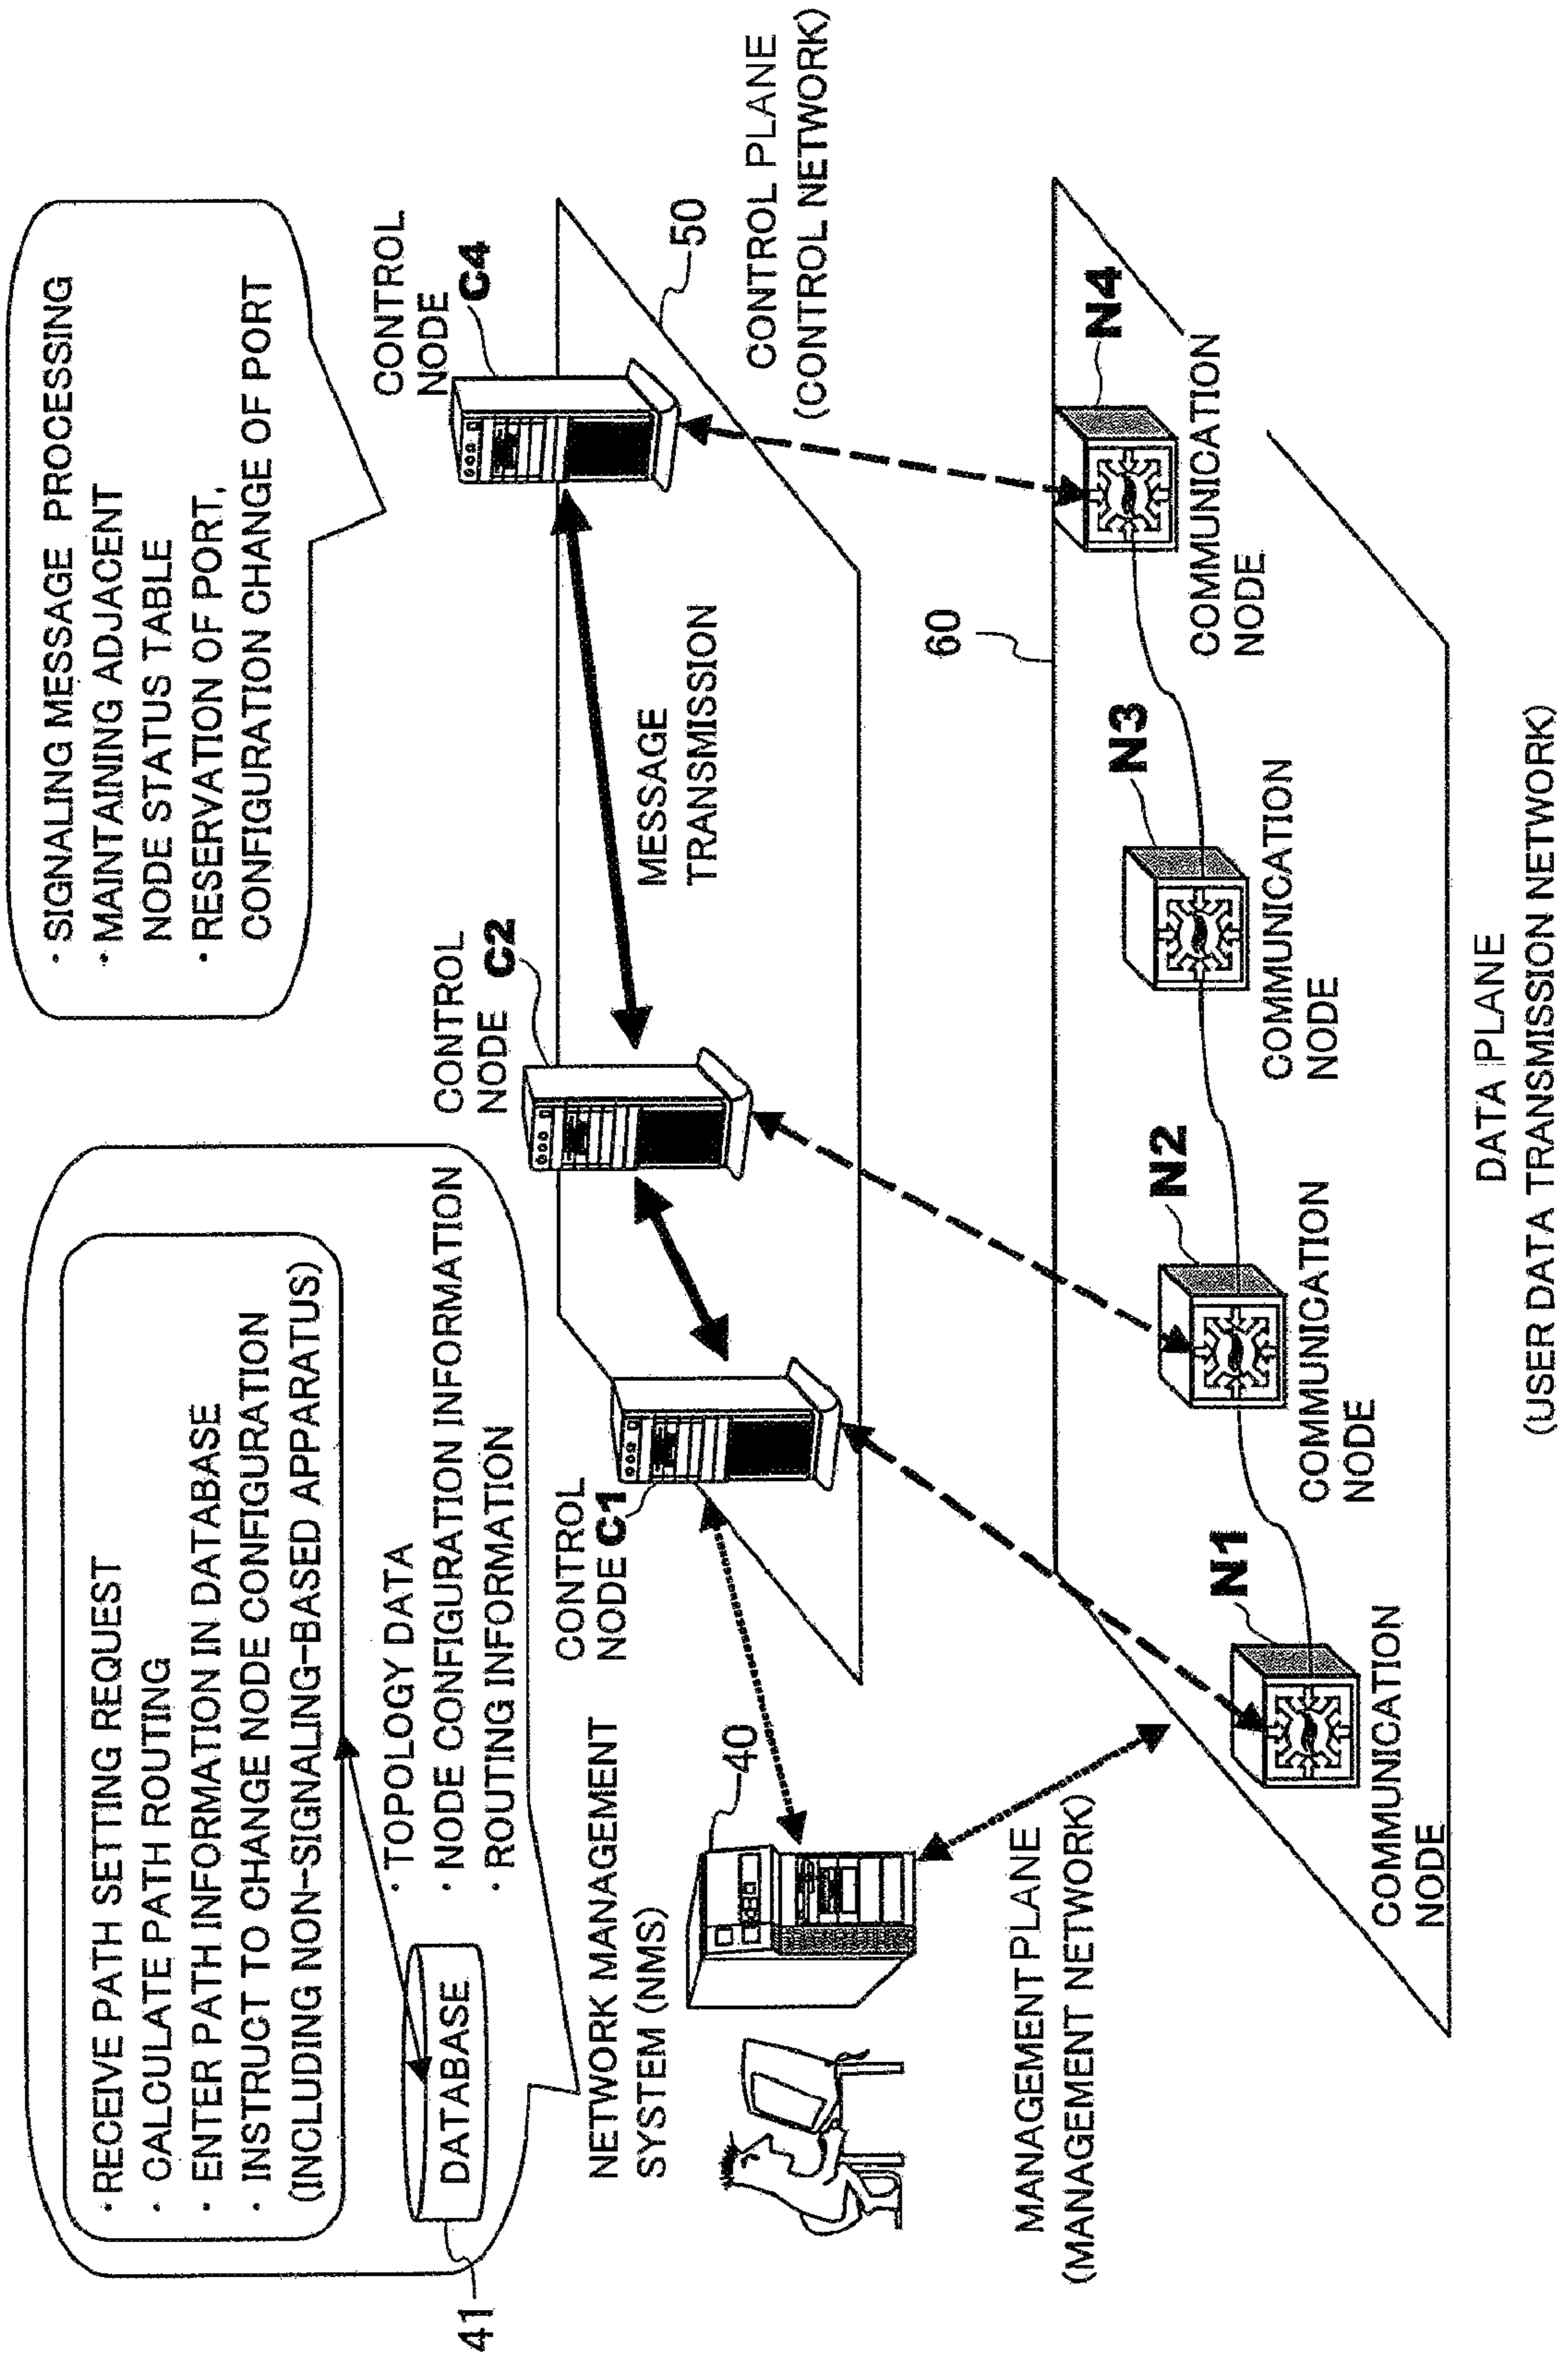 ・RECEIVE PATH SETTING REQUEST
・CALCULATE PATH ROUTING
・ENTER PATH INFORMATION IN DATABASE
・INSTRUCT TO CHANGE NODE CONFIGURATION
(INCLUDING NON-SIGNALING-BASED APPARATUS)
41
DATABASE
・TOPOLOGY DATA
・NODE CONFIGURATION INFORMATION
・ROUTING INFORMATION
・SIGNALING MESSAGE PROCESSING
・MAINTAINING ADJACENT
NODE STATUS TABLE
・RESERVATION OF PORT,
CONFIGURATION CHANGE OF PORT
NETWORK MANAGEMENT
SYSTEM (NMS)
40
CONTROL
NODE C1
CONTROL
NODE C2
CONTROL
NODE C4
MESSAGE
TRANSMISSION
50
CONTROL PLANE
(CONTROL NETWORK)
MANAGEMENT PLANE
(MANAGEMENT NETWORK)
60
N1
COMMUNICATION
NODE
N2
COMMUNICATION
NODE
N3
COMMUNICATION
NODE
N4
COMMUNICATION
NODE
DATA PLANE
(USER DATA TRANSMISSION NETWORK)